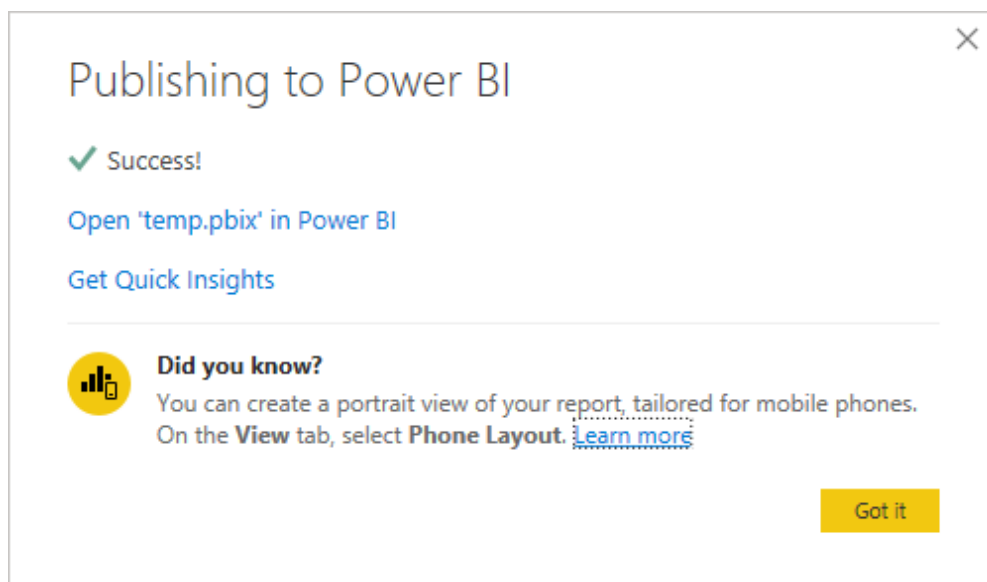 Publishing to Power BI
Success!
Open 'temp.pbix' in Power BI
Get Quick Insights
Did you know?
You can create a portrait view of your report, tailored for mobile phones.
On the View tab, select Phone Layout. Learn more
Got it